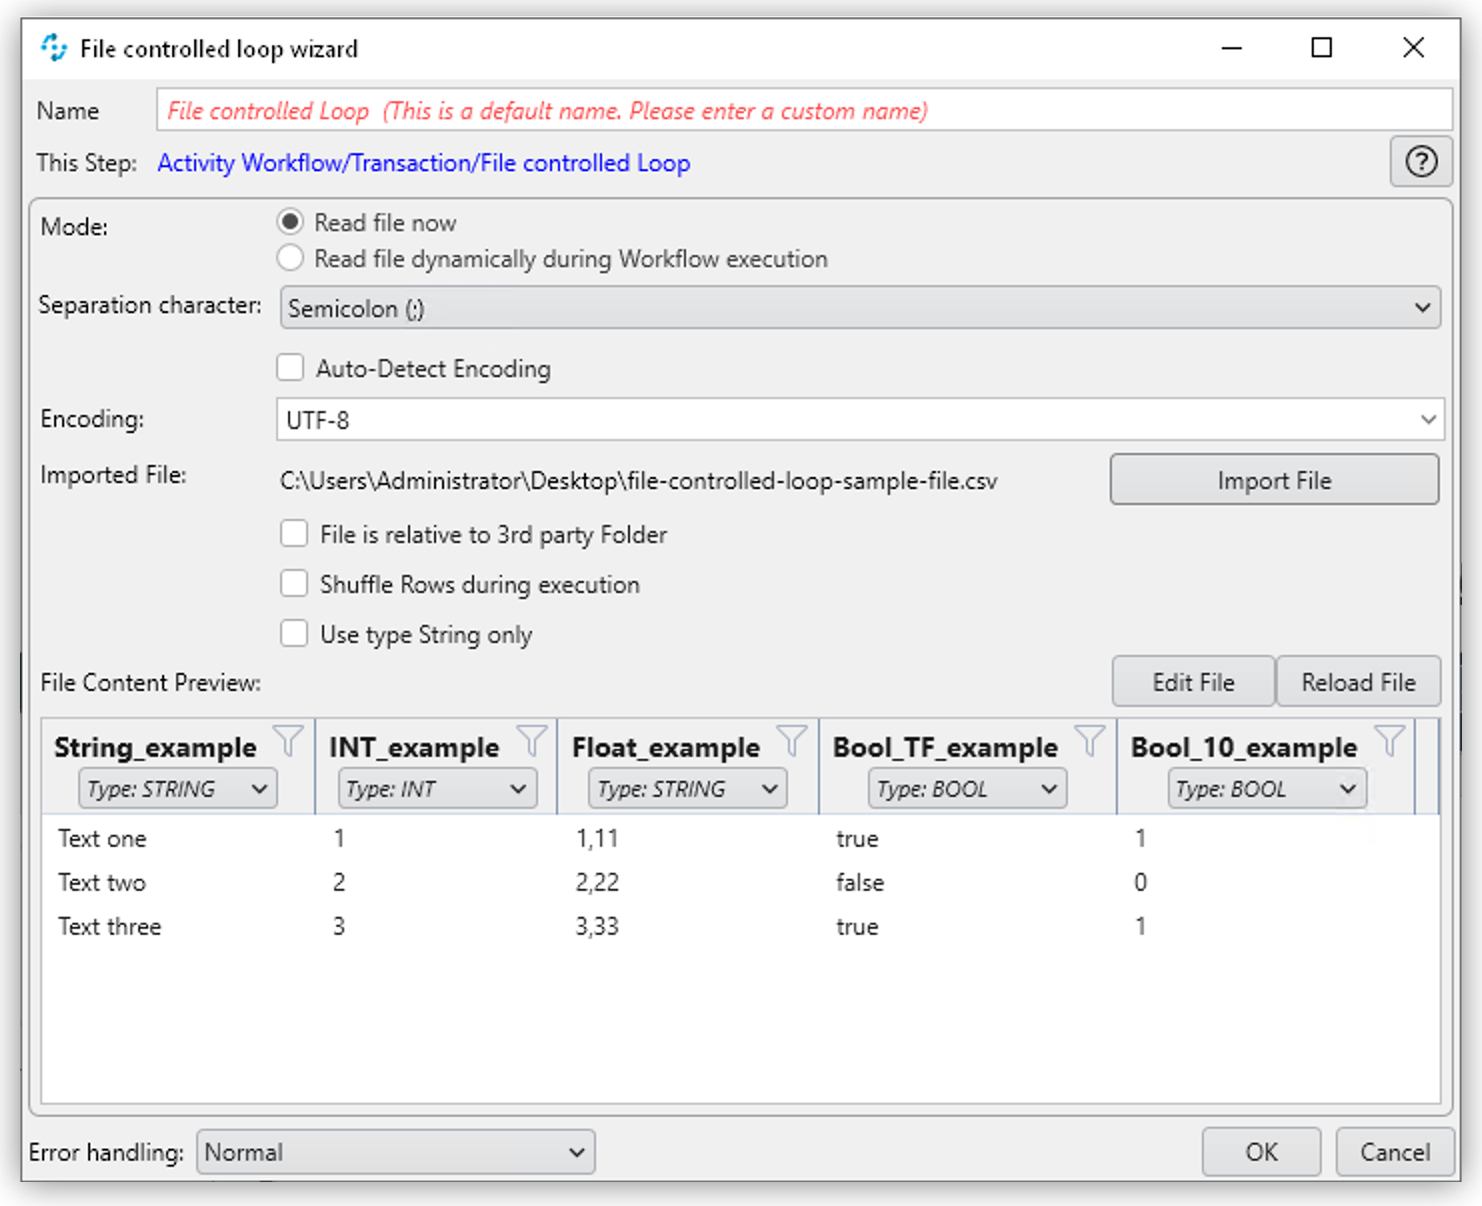 File controlled loop wizard
Name File controlled Loop (This is a default name. Please enter a custom name)
This Step: Activity Workflow/Transaction/File controlled Loop
?
Mode: Read file now
Read file dynamically during Workflow execution
Separation character: Semicolon (;)
Auto-Detect Encoding
Encoding: UTF-8
Imported File: C:\Users\Administrator\Desktop\file-controlled-loop-sample-file.csv Import File
File is relative to 3rd party Folder
Shuffle Rows during execution
Use type String only
File Content Preview: Edit File Reload File
String_example INT_example Float_example Bool_TF_example Bool_10_example
Type: STRING Type: INT Type: STRING Type: BOOL Type: BOOL
Text one 1 1,11 true 1
Text two 2 2,22 false 0
Text three 3 3,33 true 1
Error handling: Normal OK Cancel